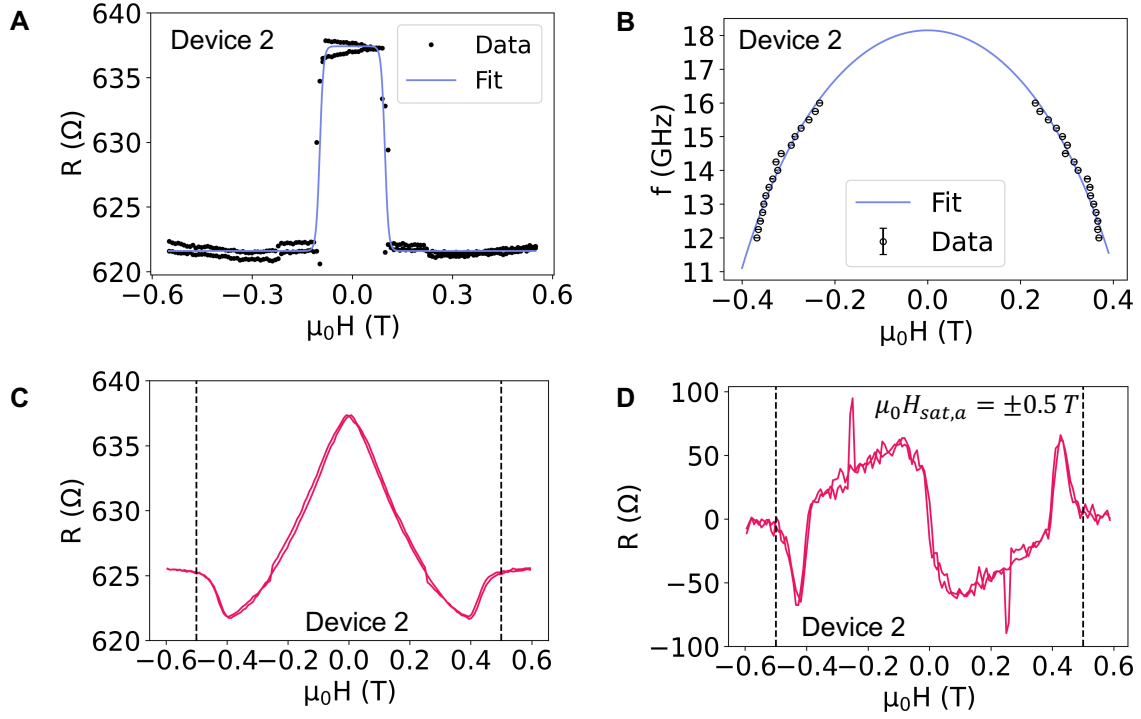 A
Device 2
Data
Fit
R (Ω)
640
635
630
625
620
−0.6
−0.3
0.0
0.3
0.6
μ₀H (T)
B
Device 2
Fit
Data
f (GHz)
18
17
16
15
14
13
12
11
−0.4
−0.2
0.0
0.2
0.4
μ₀H (T)
C
Device 2
R (Ω)
640
635
630
625
620
−0.6
−0.4
−0.2
0.0
0.2
0.4
0.6
μ₀H (T)
D
μ₀Hsat,a = ±0.5 T
Device 2
R (Ω)
100
50
0
−50
−100
−0.6
−0.4
−0.2
0.0
0.2
0.4
0.6
μ₀H (T)